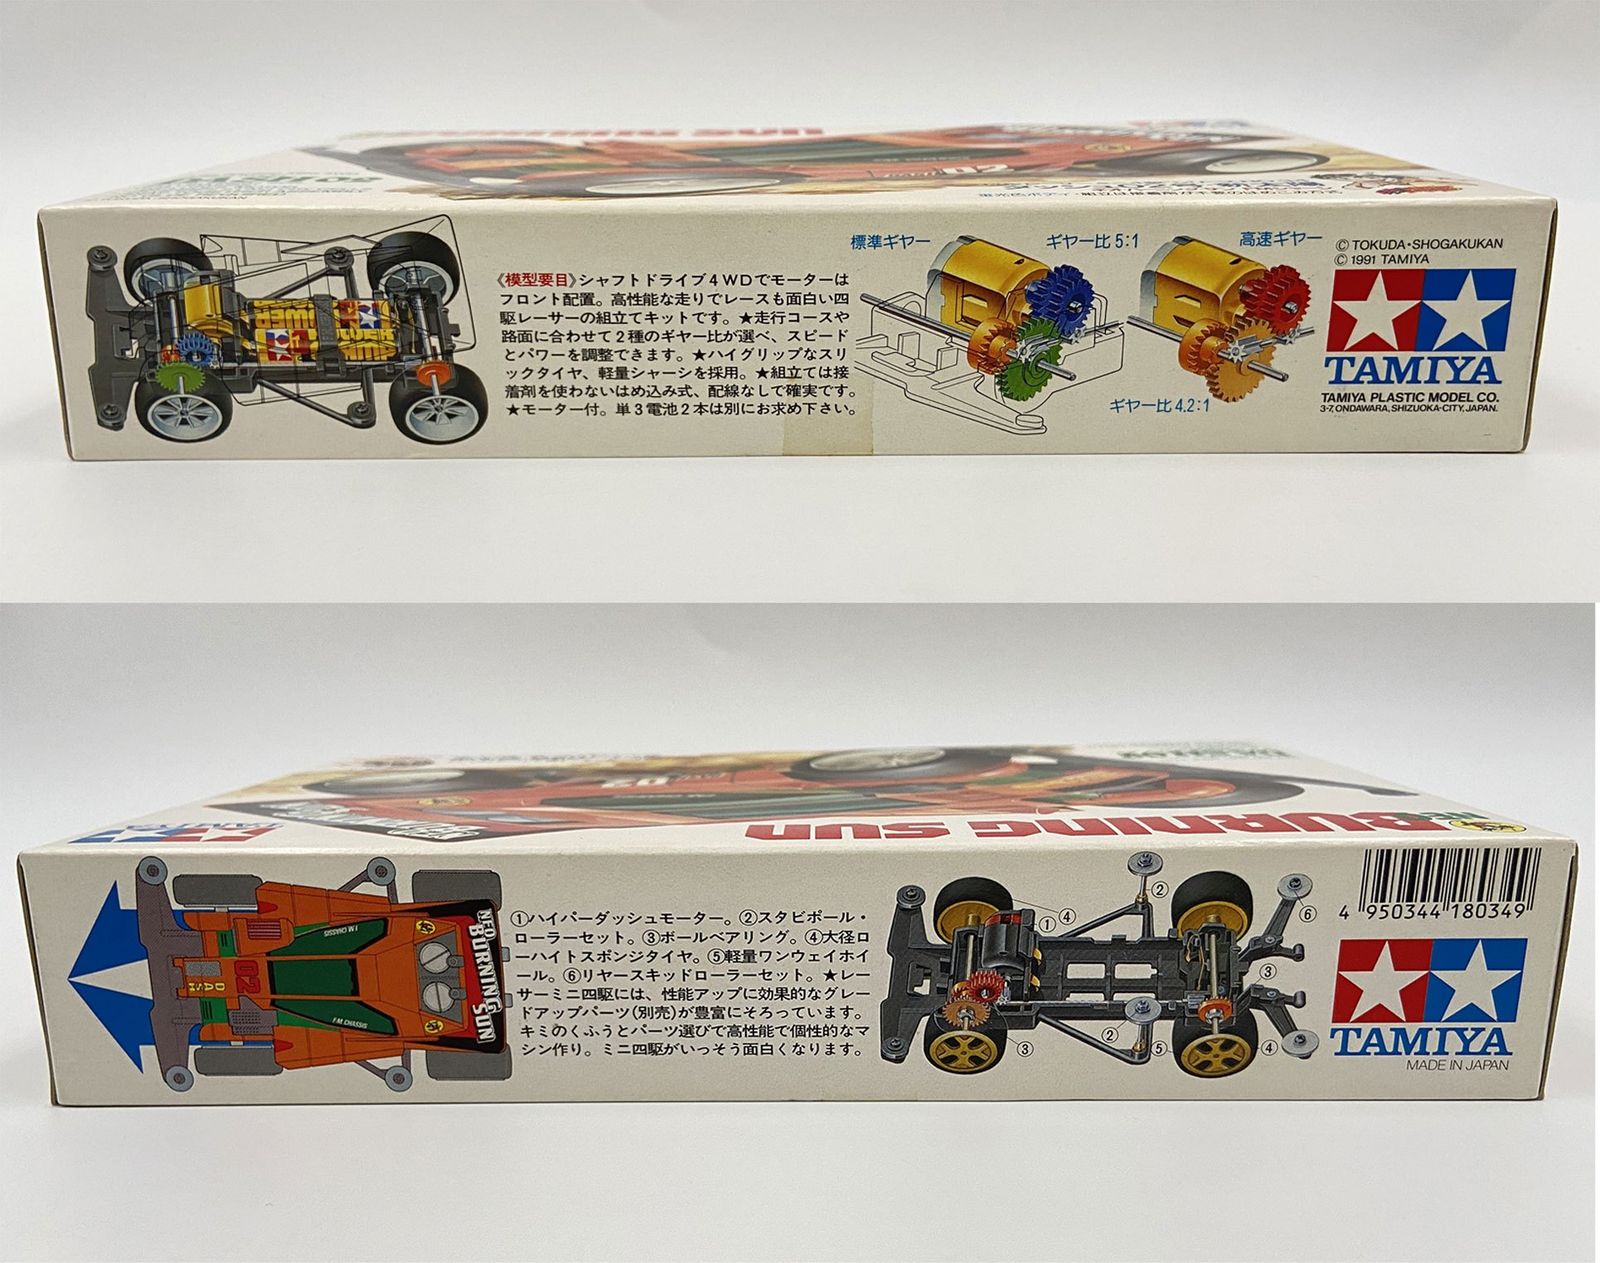 02
《模型要目》シャフトドライブ4WDでモーターは
フロント配置。高性能な走りでレースも面白い四
駆レーサーの組立てキットです。★走行コースや
路面に合わせて2種のギヤー比が選べ、スピード
とパワーを調整できます。★ハイグリップなスリ
ックタイヤ、軽量シャーシを採用。★組立ては接
着剤を使わないはめ込み式、配線なしで確実です。
★モーター付。単3電池2本は別にお求め下さい。
標準ギヤー
ギヤー比 5:1
高速ギヤー
ギヤー比 4.2:1
© TOKUDA・SHOGAKUKAN
© 1991 TAMIYA
TAMIYA
TAMIYA PLASTIC MODEL CO.
3-7, ONDAWARA, SHIZUOKA-CITY, JAPAN.
02
BURNING SUN
F.M CHASSIS
02
DASH
F.M CHASSIS
NEO
BURNING SUN
①ハイパーダッシュモーター。②スタビポール・
ローラーセット。③ボールベアリング。④大径ロ
ーハイトスポンジタイヤ。⑤軽量ワンウェイホイ
ール。⑥リヤースキッドローラーセット。★レー
サーミニ四駆には、性能アップに効果的なグレー
ドアップパーツ(別売)が豊富にそろっています。
キミのくふうとパーツ選びで高性能で個性的なマ
シン作り。ミニ四駆がいっそう面白くなります。
① ④ ② ⑥ ③ ② ③ ⑤ ④
4 950344 180349
TAMIYA
MADE IN JAPAN